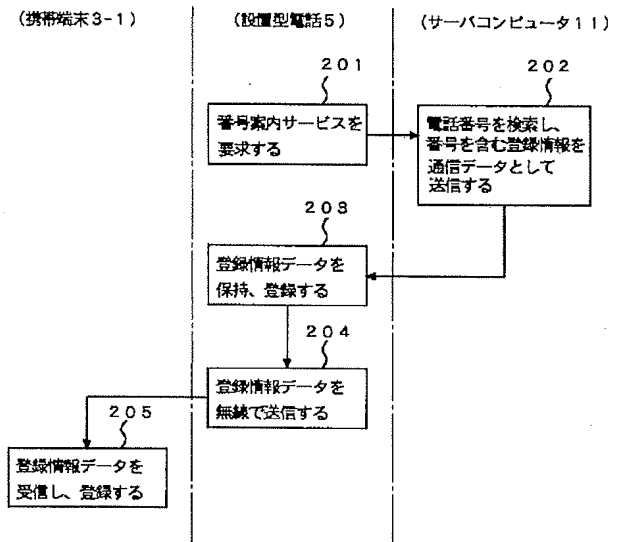 (携帯端末3-1)
(設置型電話5)
(サーバコンピュータ11)
201
番号案内サービスを
要求する
202
電話番号を検索し、
番号を含む登録情報を
通信データとして
送信する
203
登録情報データを
保持、登録する
204
登録情報データを
無線で送信する
205
登録情報データを
受信し、登録する